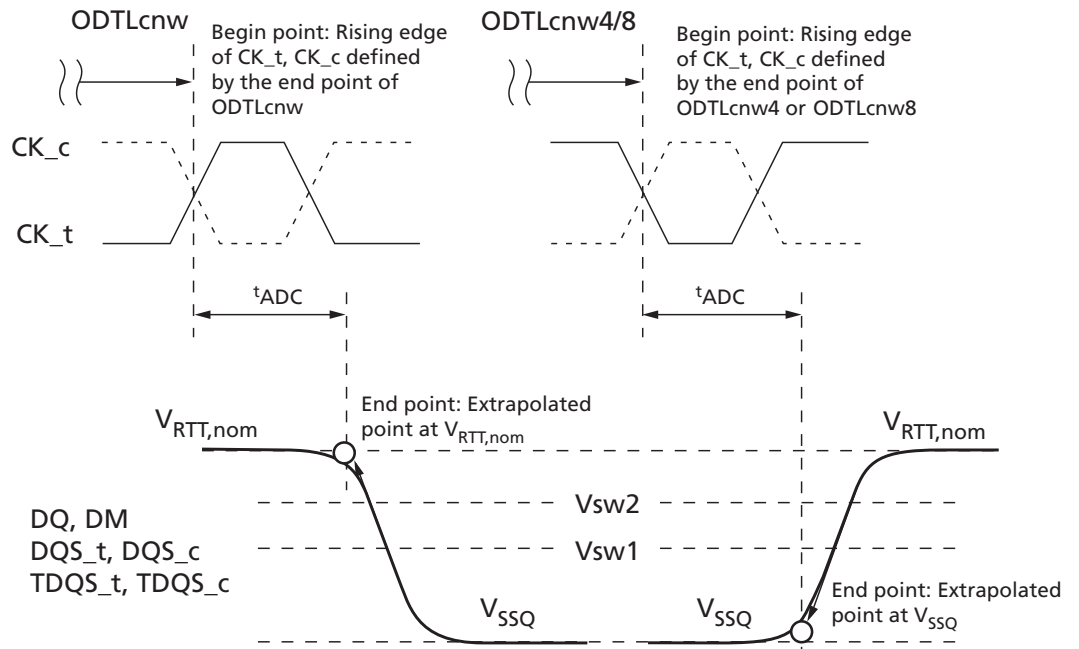 ODTLcnw
Begin point: Rising edge
of CK_t, CK_c defined
by the end point of
ODTLcnw
ODTLcnw4/8
Begin point: Rising edge
of CK_t, CK_c defined
by the end point of
ODTLcnw4 or ODTLcnw8
CK_c
CK_t
tADC
tADC
VRTT,nom
End point: Extrapolated
point at VRTT,nom
VRTT,nom
Vsw2
Vsw1
DQ, DM
DQS_t, DQS_c
TDQS_t, TDQS_c
VSSQ
VSSQ
End point: Extrapolated
point at VSSQ